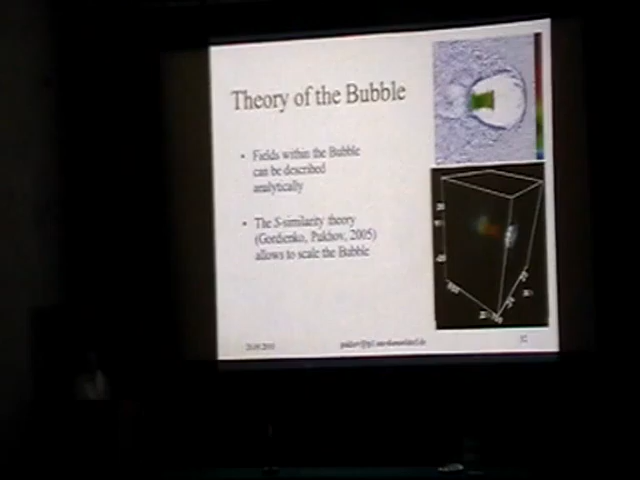 Theory of the Bubble
• Fields within the Bubble
can be described
analytically
• The S-similarity theory
(Gordienko, Pukhov, 2005)
allows to scale the Bubble